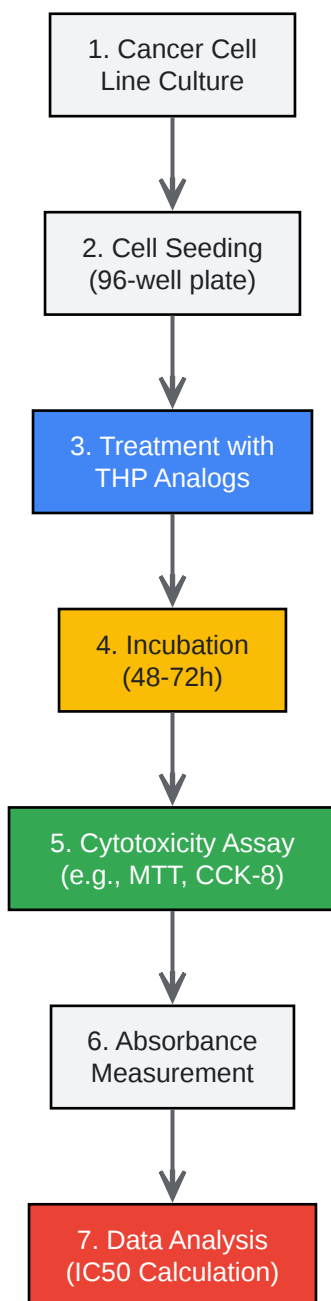 1. Cancer Cell
Line Culture
2. Cell Seeding
(96-well plate)
3. Treatment with
THP Analogs
4. Incubation
(48-72h)
5. Cytotoxicity Assay
(e.g., MTT, CCK-8)
6. Absorbance
Measurement
7. Data Analysis
(IC50 Calculation)